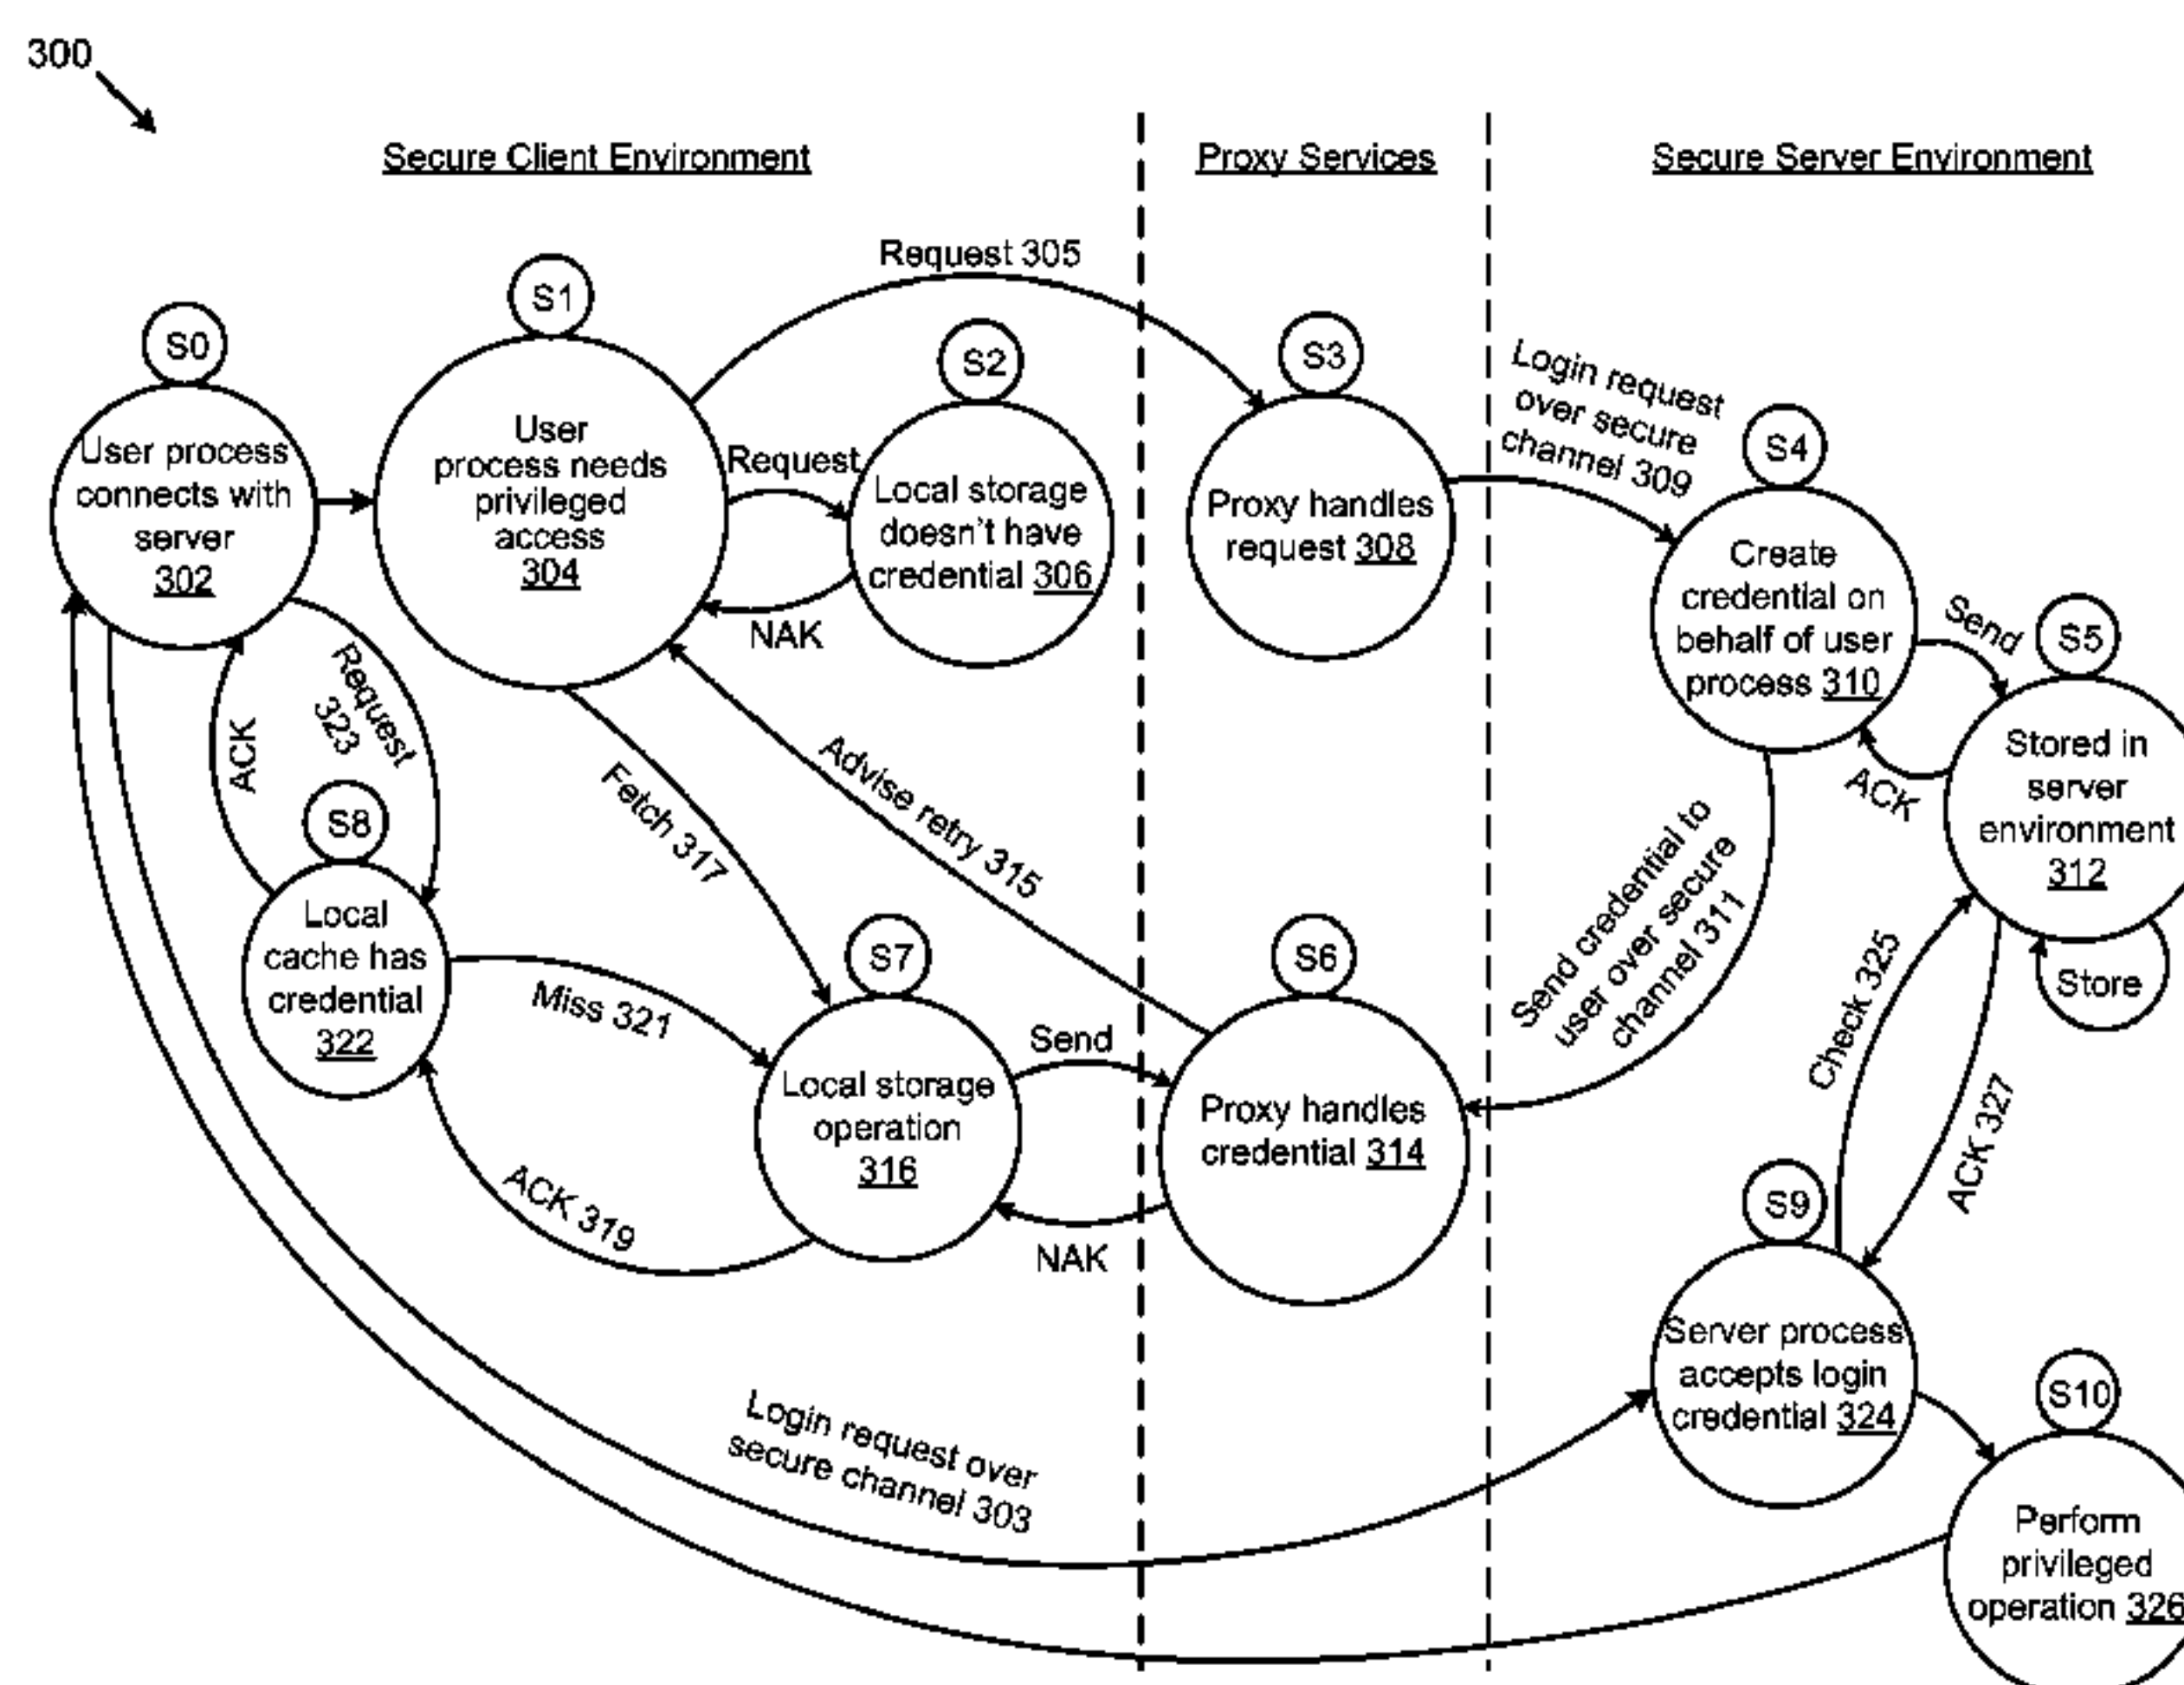 300
Secure Client Environment
Proxy Services
Secure Server Environment
Request 305
S0
User process
connects with
server
302
S1
User
process needs
privileged
access
304
Request
NAK
S2
Local storage
doesn't have
credential 306
S3
Proxy handles
request 308
Login request
over secure
channel 309
S4
Create
credential on
behalf of user
process 310
Send
ACK
S5
Stored in
server
environment
312
Store
ACK
Request
323
Fetch 317
Advise retry 315
Send credential to
user over secure
channel 311
S8
Local
cache has
credential
322
Miss 321
ACK 319
S7
Local storage
operation
316
Send
NAK
S6
Proxy handles
credential 314
Check 325
ACK 327
S9
Server process
accepts login
credential 324
S10
Perform
privileged
operation 326
Login request over
secure channel 303